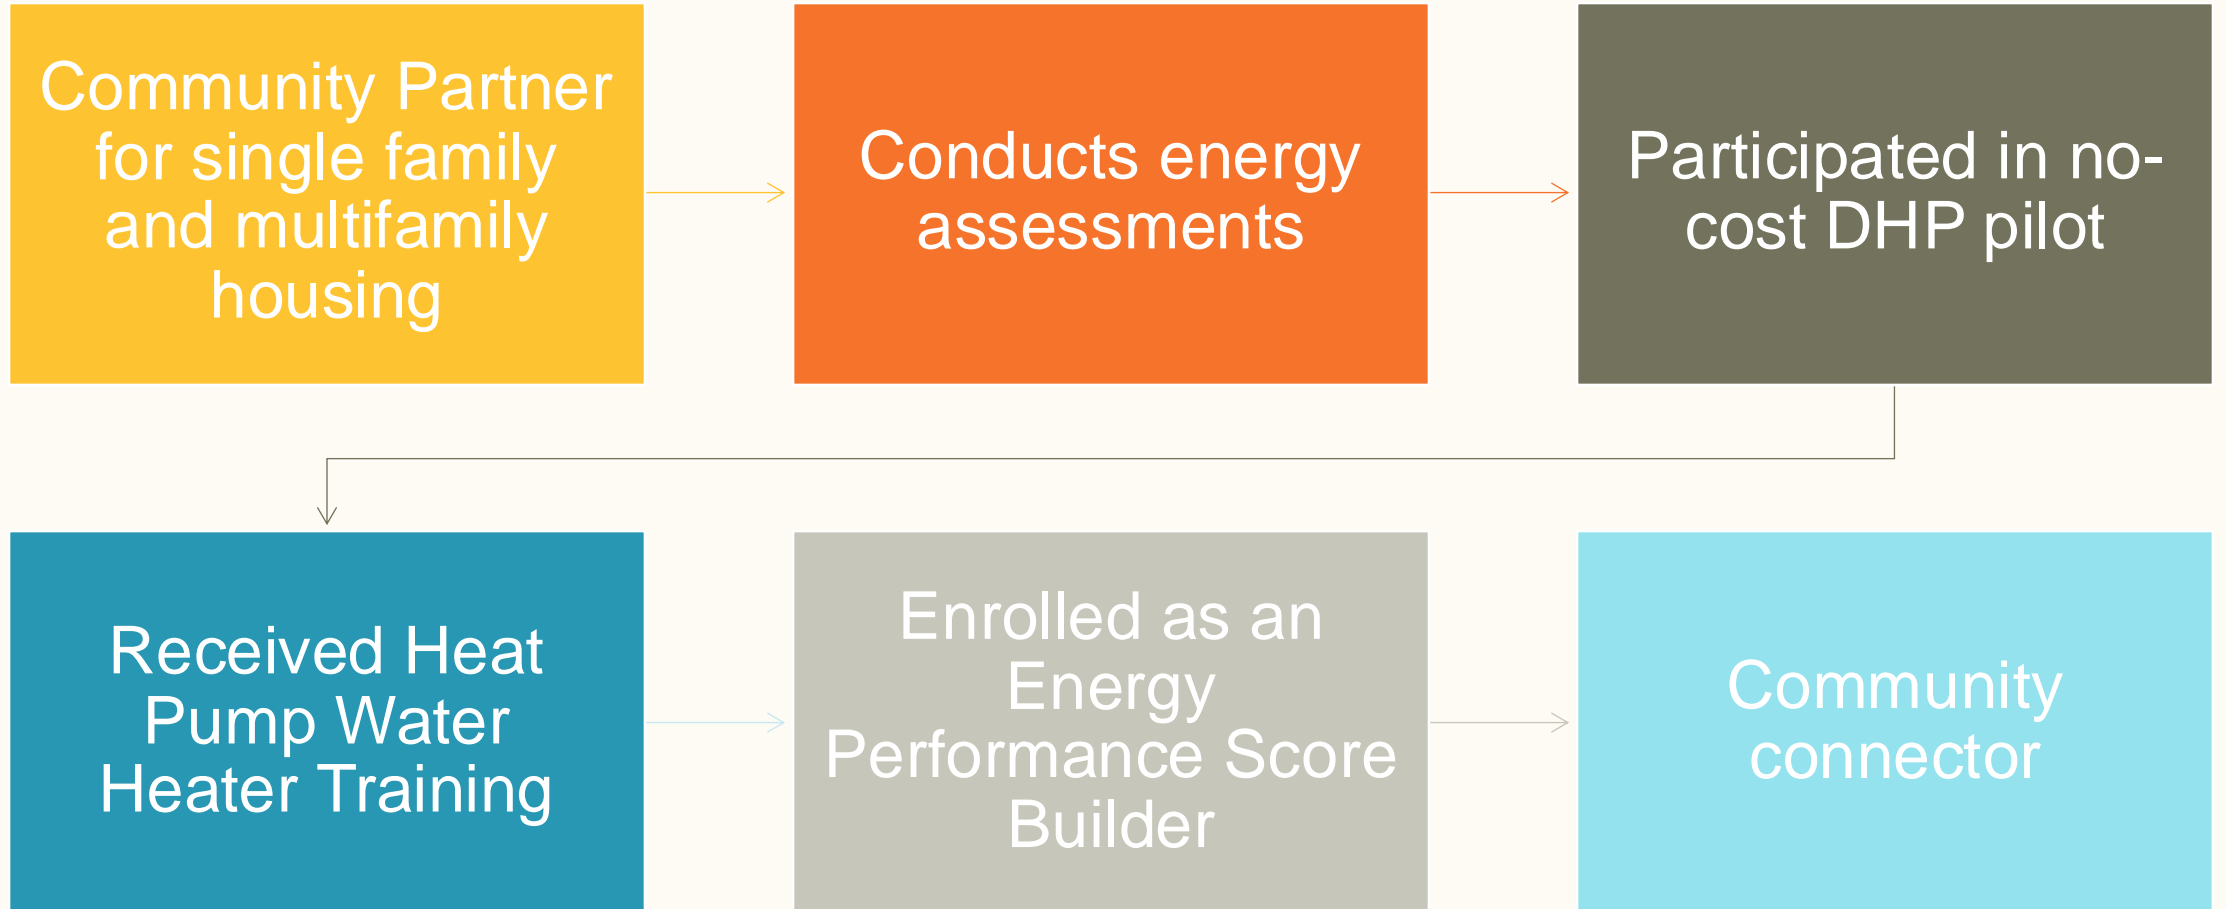 Community Partner
for single family
and multifamily
housing
Conducts energy
assessments
Participated in no-
cost DHP pilot
Received Heat
Pump Water
Heater Training
Enrolled as an
Energy
Performance Score
Builder
Community
connector